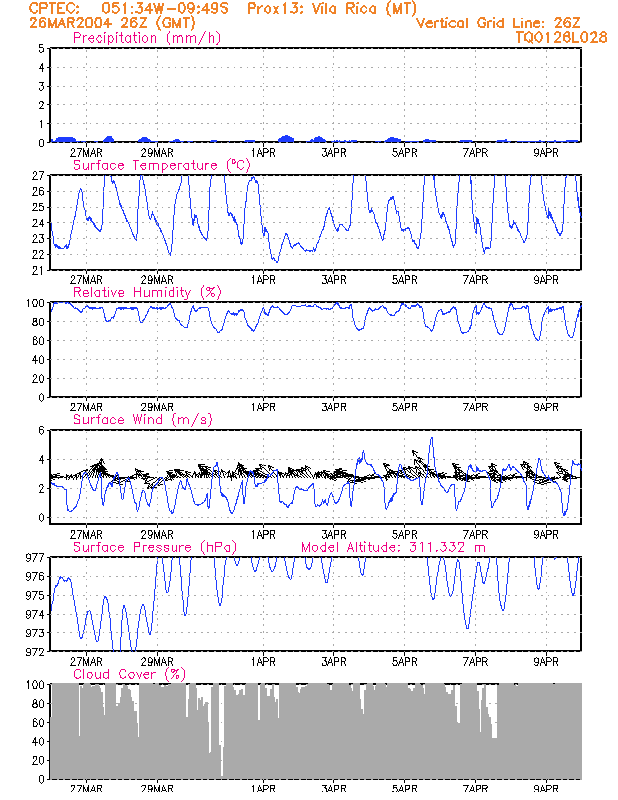 CPTEC: 051:34W-09:49S Prox13: Vila Rica (MT)
26MAR2004 26Z (GMT) Vertical Grid Line: 26Z
Precipitation (mm/h) TQ0126L028
5
4
3
2
1
0
27MAR 29MAR 1APR 3APR 5APR 7APR 9APR
Surface Temperature (°C)
27
26
25
24
23
22
21
27MAR 29MAR 1APR 3APR 5APR 7APR 9APR
Relative Humidity (%)
100
80
60
40
20
0
27MAR 29MAR 1APR 3APR 5APR 7APR 9APR
Surface Wind (m/s)
6
4
2
0
27MAR 29MAR 1APR 3APR 5APR 7APR 9APR
Surface Pressure (hPa) Model Altitude: 311.332 m
977
976
975
974
973
972
27MAR 29MAR 1APR 3APR 5APR 7APR 9APR
Cloud Cover (%)
100
80
60
40
20
0
27MAR 29MAR 1APR 3APR 5APR 7APR 9APR